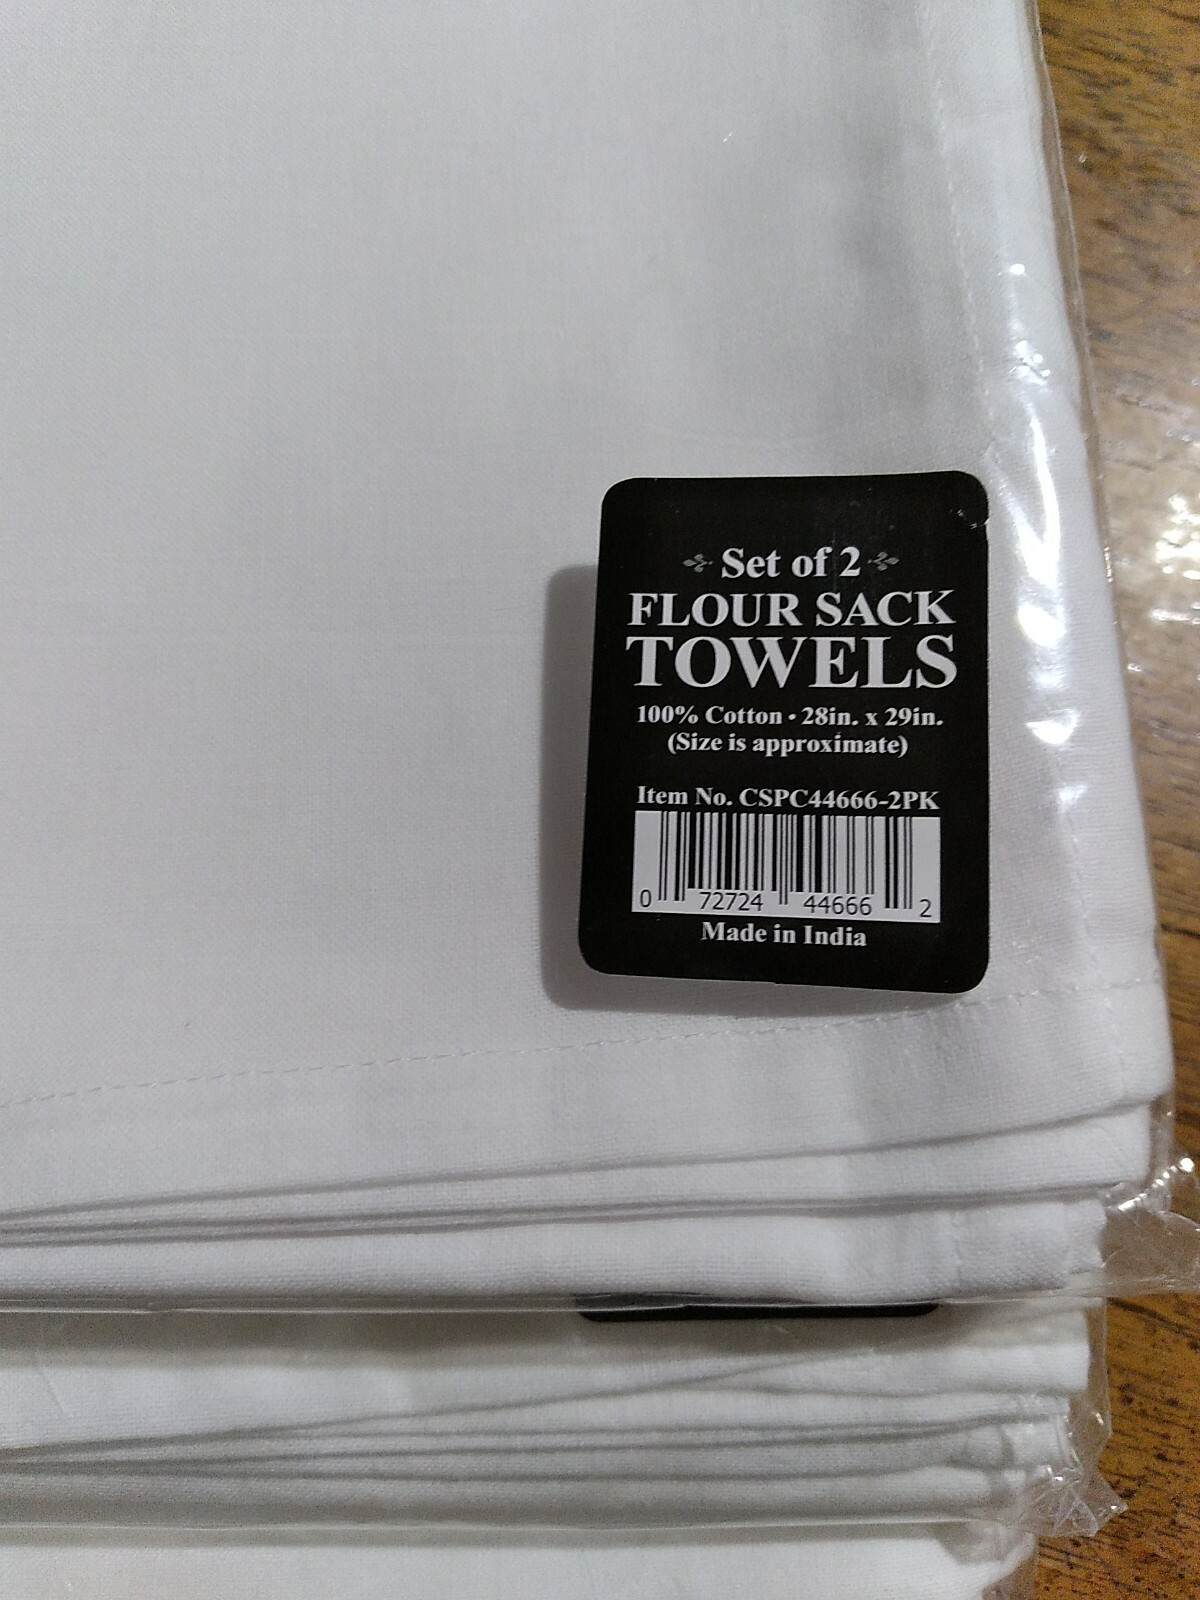 Set of 2
FLOUR SACK
TOWELS
100% Cotton • 28in. x 29in.
(Size is approximate)
Item No. CSPC44666-2PK
0 72724 44666 2
Made in India